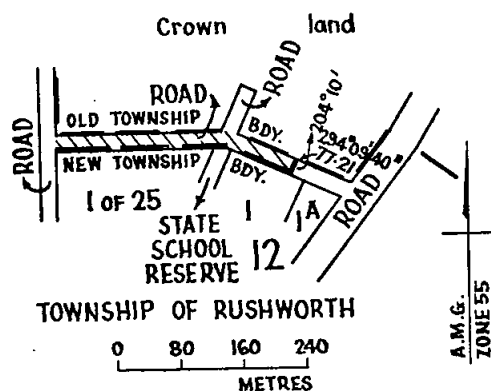 Crown land
ROAD
ROAD
204°10'
OLD TOWNSHIP BDY.
294°09'40"
77·21
ROAD
NEW TOWNSHIP BDY.
ROAD
1 OF 25
1
1A
STATE
SCHOOL
RESERVE
12
TOWNSHIP OF RUSHWORTH
0 80 160 240
METRES
A.M.G.
ZONE 55